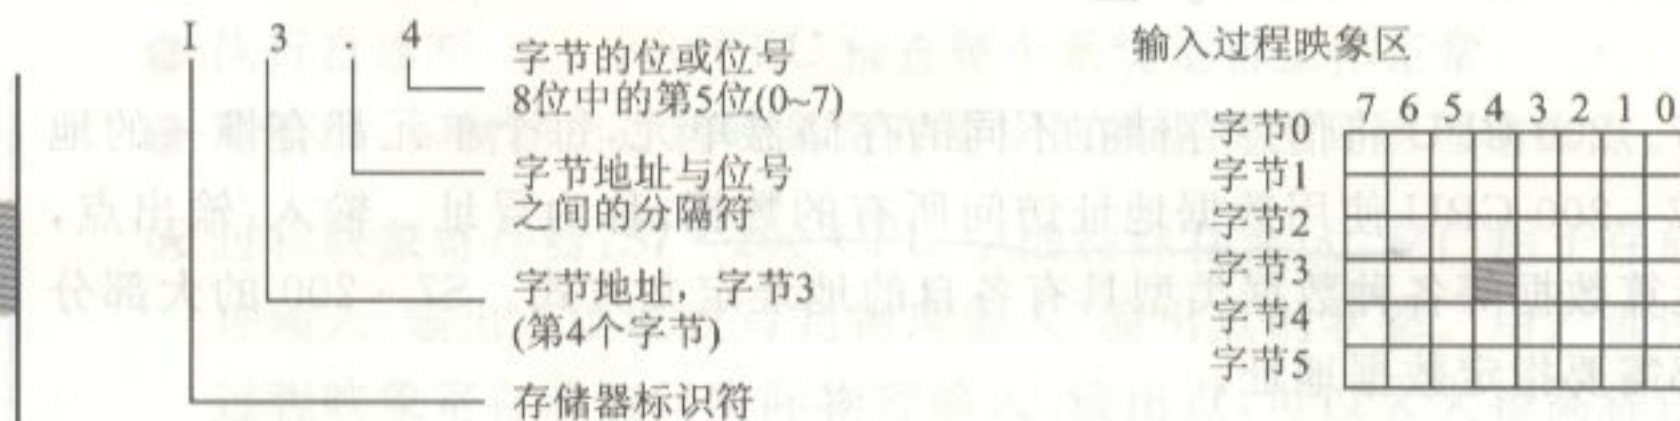 I 3 . 4
字节的位或位号
8位中的第5位(0~7)
字节地址与位号
之间的分隔符
字节地址，字节3
(第4个字节)
存储器标识符
输入过程映象区
7 6 5 4 3 2 1 0
字节0
字节1
字节2
字节3
字节4
字节5